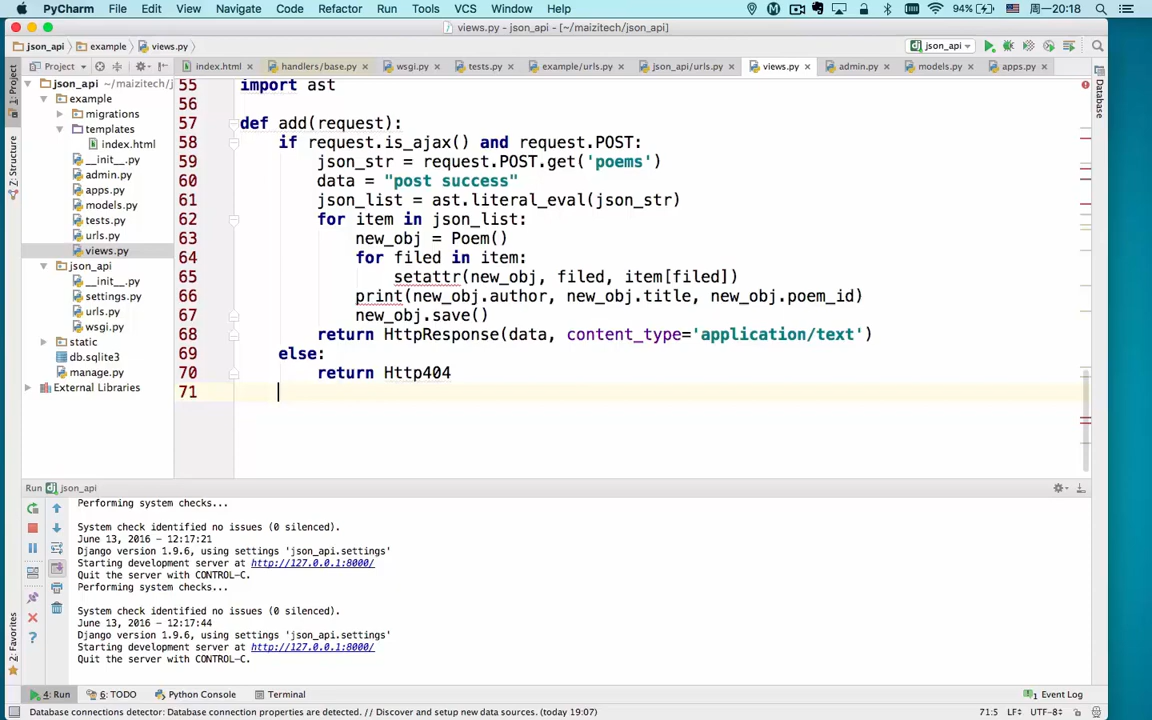 PyCharm File Edit View Navigate Code Refactor Run Tools VCS Window Help 94% 周一20:18
views.py - json_api - [~/maizitech/json_api]
json_api example views.py json_api
Project index.html handlers/base.py wsgi.py tests.py example/urls.py json_api/urls.py views.py admin.py models.py apps.py
1: Project
Z: Structure
2: Favorites
Database
json_api ~/maizitech/j
example
migrations
templates
index.html
__init__.py
admin.py
apps.py
models.py
tests.py
urls.py
views.py
json_api
__init__.py
settings.py
urls.py
wsgi.py
static
db.sqlite3
manage.py
External Libraries
55 import ast
56
57 def add(request):
58 if request.is_ajax() and request.POST:
59 json_str = request.POST.get('poems')
60 data = "post success"
61 json_list = ast.literal_eval(json_str)
62 for item in json_list:
63 new_obj = Poem()
64 for filed in item:
65 setattr(new_obj, filed, item[filed])
66 print(new_obj.author, new_obj.title, new_obj.poem_id)
67 new_obj.save()
68 return HttpResponse(data, content_type='application/text')
69 else:
70 return Http404
71
Run json_api
Performing system checks...
System check identified no issues (0 silenced).
June 13, 2016 - 12:17:21
Django version 1.9.6, using settings 'json_api.settings'
Starting development server at http://127.0.0.1:8000/
Quit the server with CONTROL-C.
Performing system checks...
System check identified no issues (0 silenced).
June 13, 2016 - 12:17:44
Django version 1.9.6, using settings 'json_api.settings'
Starting development server at http://127.0.0.1:8000/
Quit the server with CONTROL-C.
4: Run 6: TODO Python Console Terminal 1 Event Log
Database connections detector: Database connection properties are detected. // Discover and setup new data sources. (today 19:07) 71:5 LF UTF-8